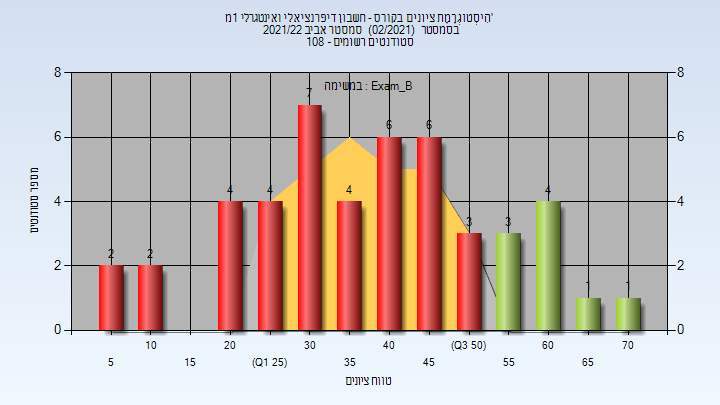 'הִיסְטוֹגְרָמַת ציונים בקורס - חשבון דיפרנציאלי ואינטגרלי 1מ
בסמסטר (02/2021) סמסטר אביב 2021/22
סטודנטים רשומים - 108
במשימה : Exam_B
8 8
7
6 6 6 6
4 4 4 4 4 4
3 3
2 2 2 2
1 1
0 0
מספר סטודנטים
10 20 30 40 (Q3 50) 60 70
5 15 (Q1 25) 35 45 55 65
טווח ציונים